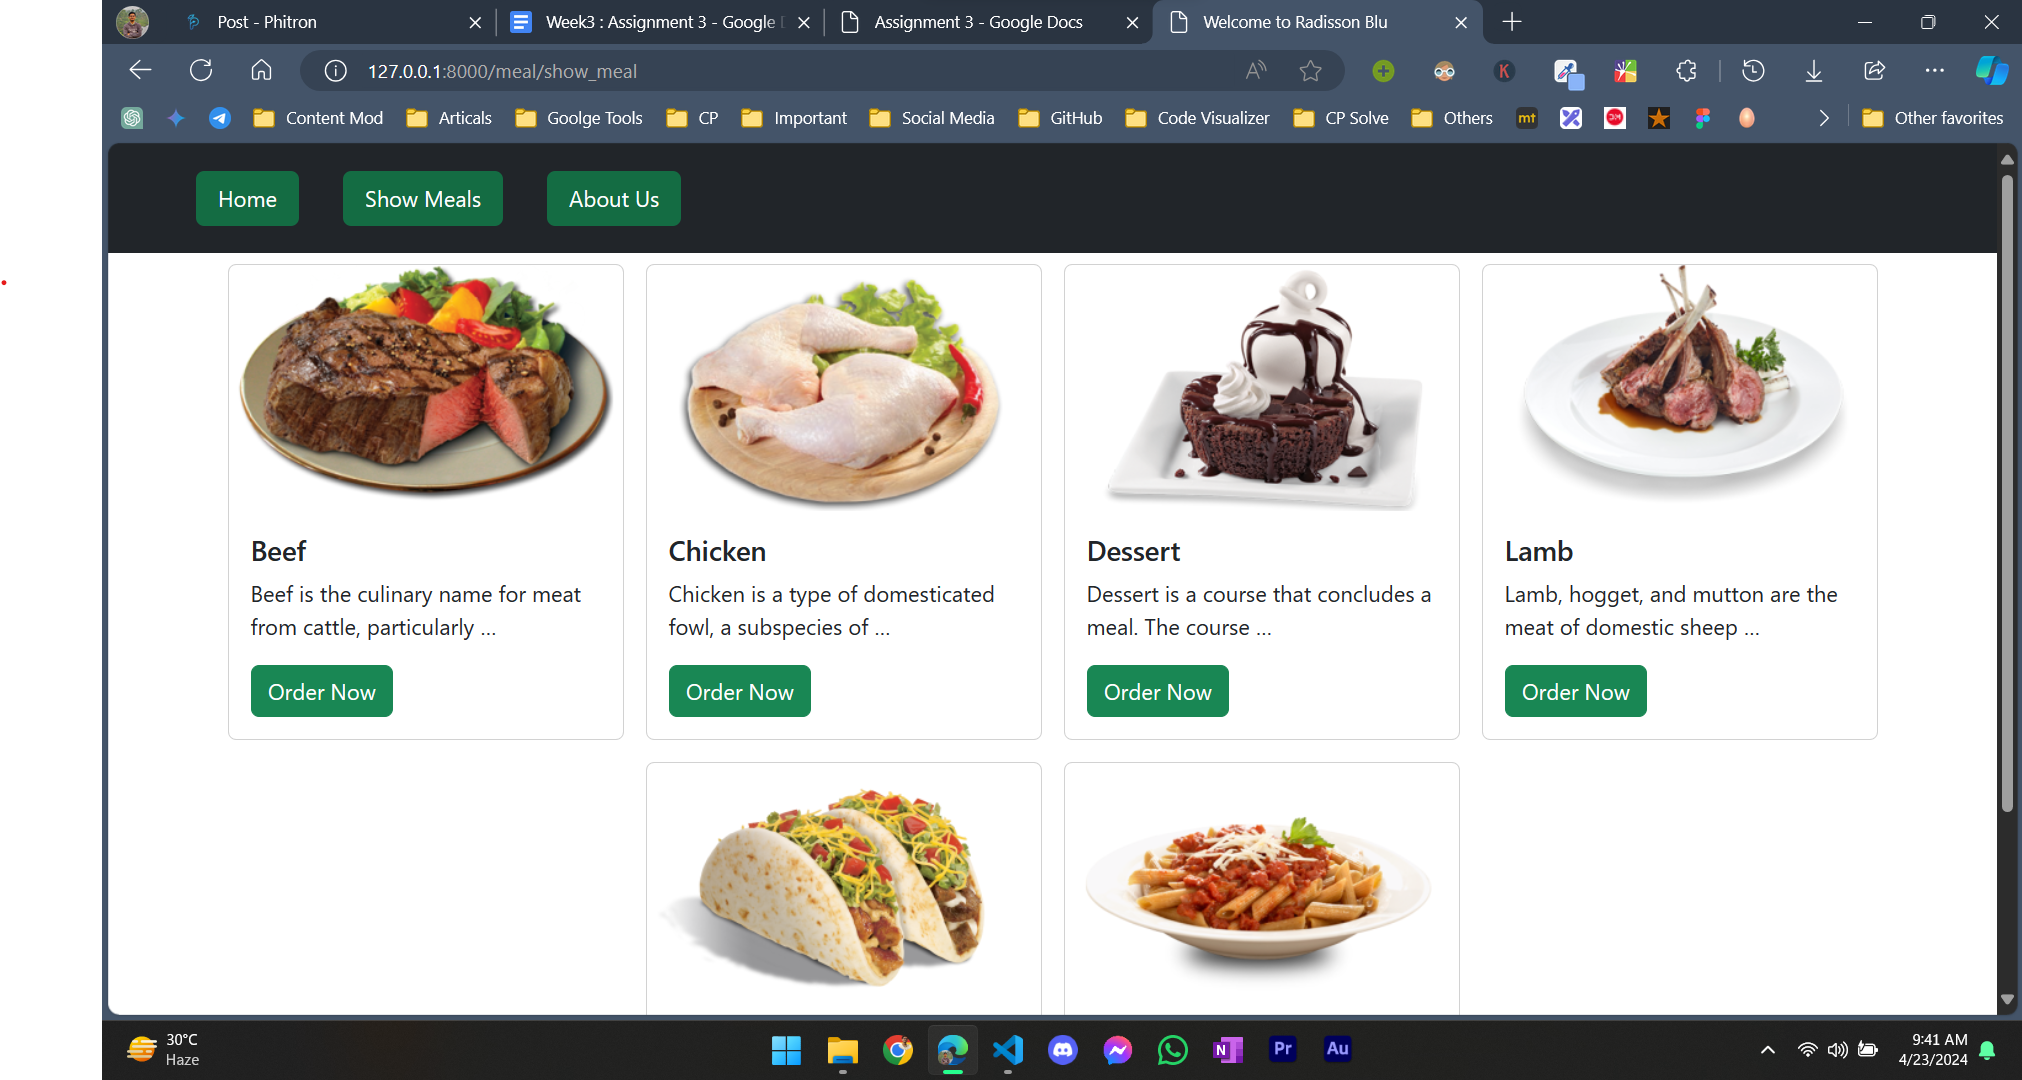 Post - Phitron
Week3 : Assignment 3 - Google
Assignment 3 - Google Docs
Welcome to Radisson Blu
127.0.0.1:8000/meal/show_meal
Content Mod
Articals
Goolge Tools
CP
Important
Social Media
GitHub
Code Visualizer
CP Solve
Others
mt
Other favorites
Home
Show Meals
About Us
Beef
Beef is the culinary name for meat
from cattle, particularly ...
Order Now
Chicken
Chicken is a type of domesticated
fowl, a subspecies of ...
Order Now
Dessert
Dessert is a course that concludes a
meal. The course ...
Order Now
Lamb
Lamb, hogget, and mutton are the
meat of domestic sheep ...
Order Now
30°C
Haze
N
Pr
Au
9:41 AM
4/23/2024